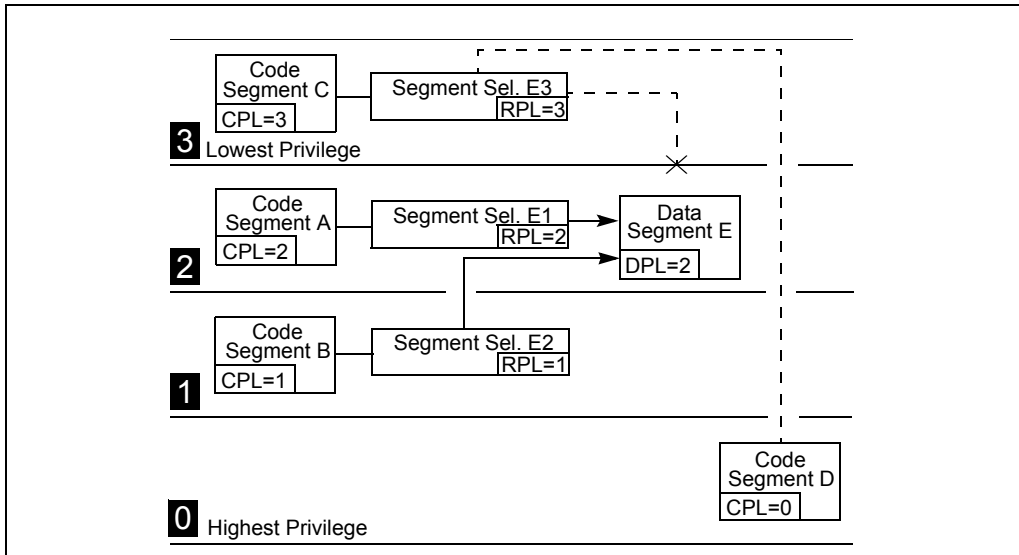 Code
Segment C
CPL=3
Segment Sel. E3
RPL=3
3
Lowest Privilege
Code
Segment A
CPL=2
Segment Sel. E1
RPL=2
Data
Segment E
DPL=2
2
Code
Segment B
CPL=1
Segment Sel. E2
RPL=1
1
Code
Segment D
CPL=0
0
Highest Privilege